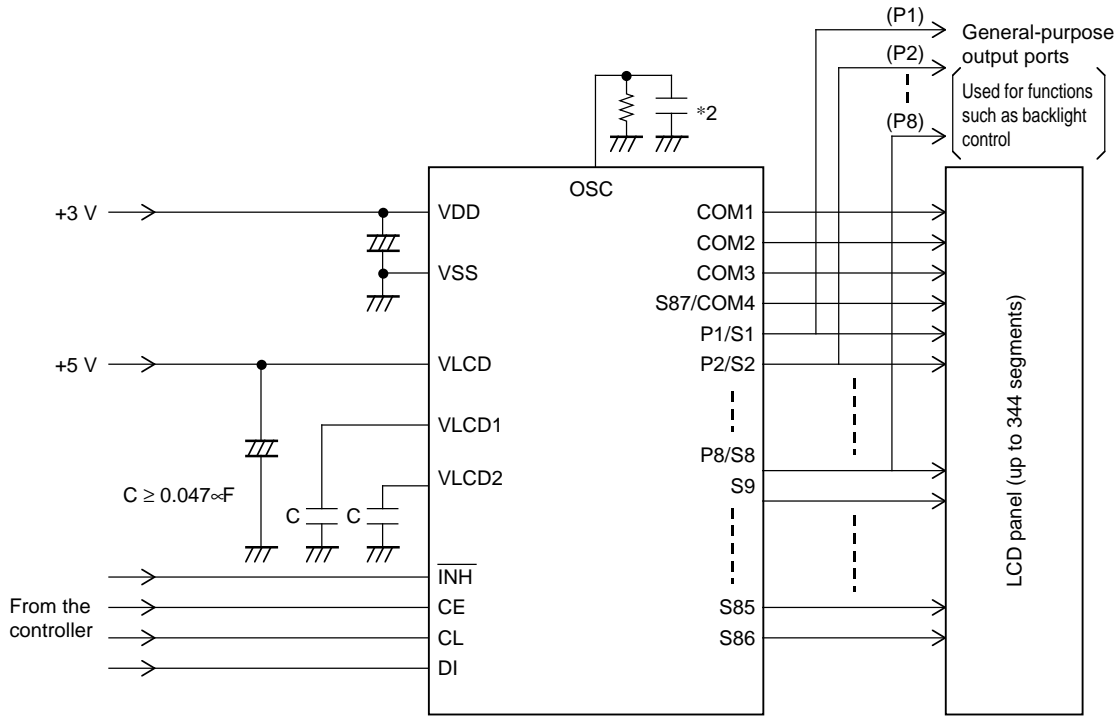 (P1)
General-purpose
output ports
(P2)
Used for functions
such as backlight
control
(P8)
*2
OSC
+3 V
VDD
COM1
COM2
VSS
COM3
S87/COM4
P1/S1
+5 V
VLCD
P2/S2
VLCD1
P8/S8
VLCD2
S9
C ≥ 0.047∝F
C
C
LCD panel (up to 344 segments)
INH
From the
controller
CE
S85
CL
S86
DI